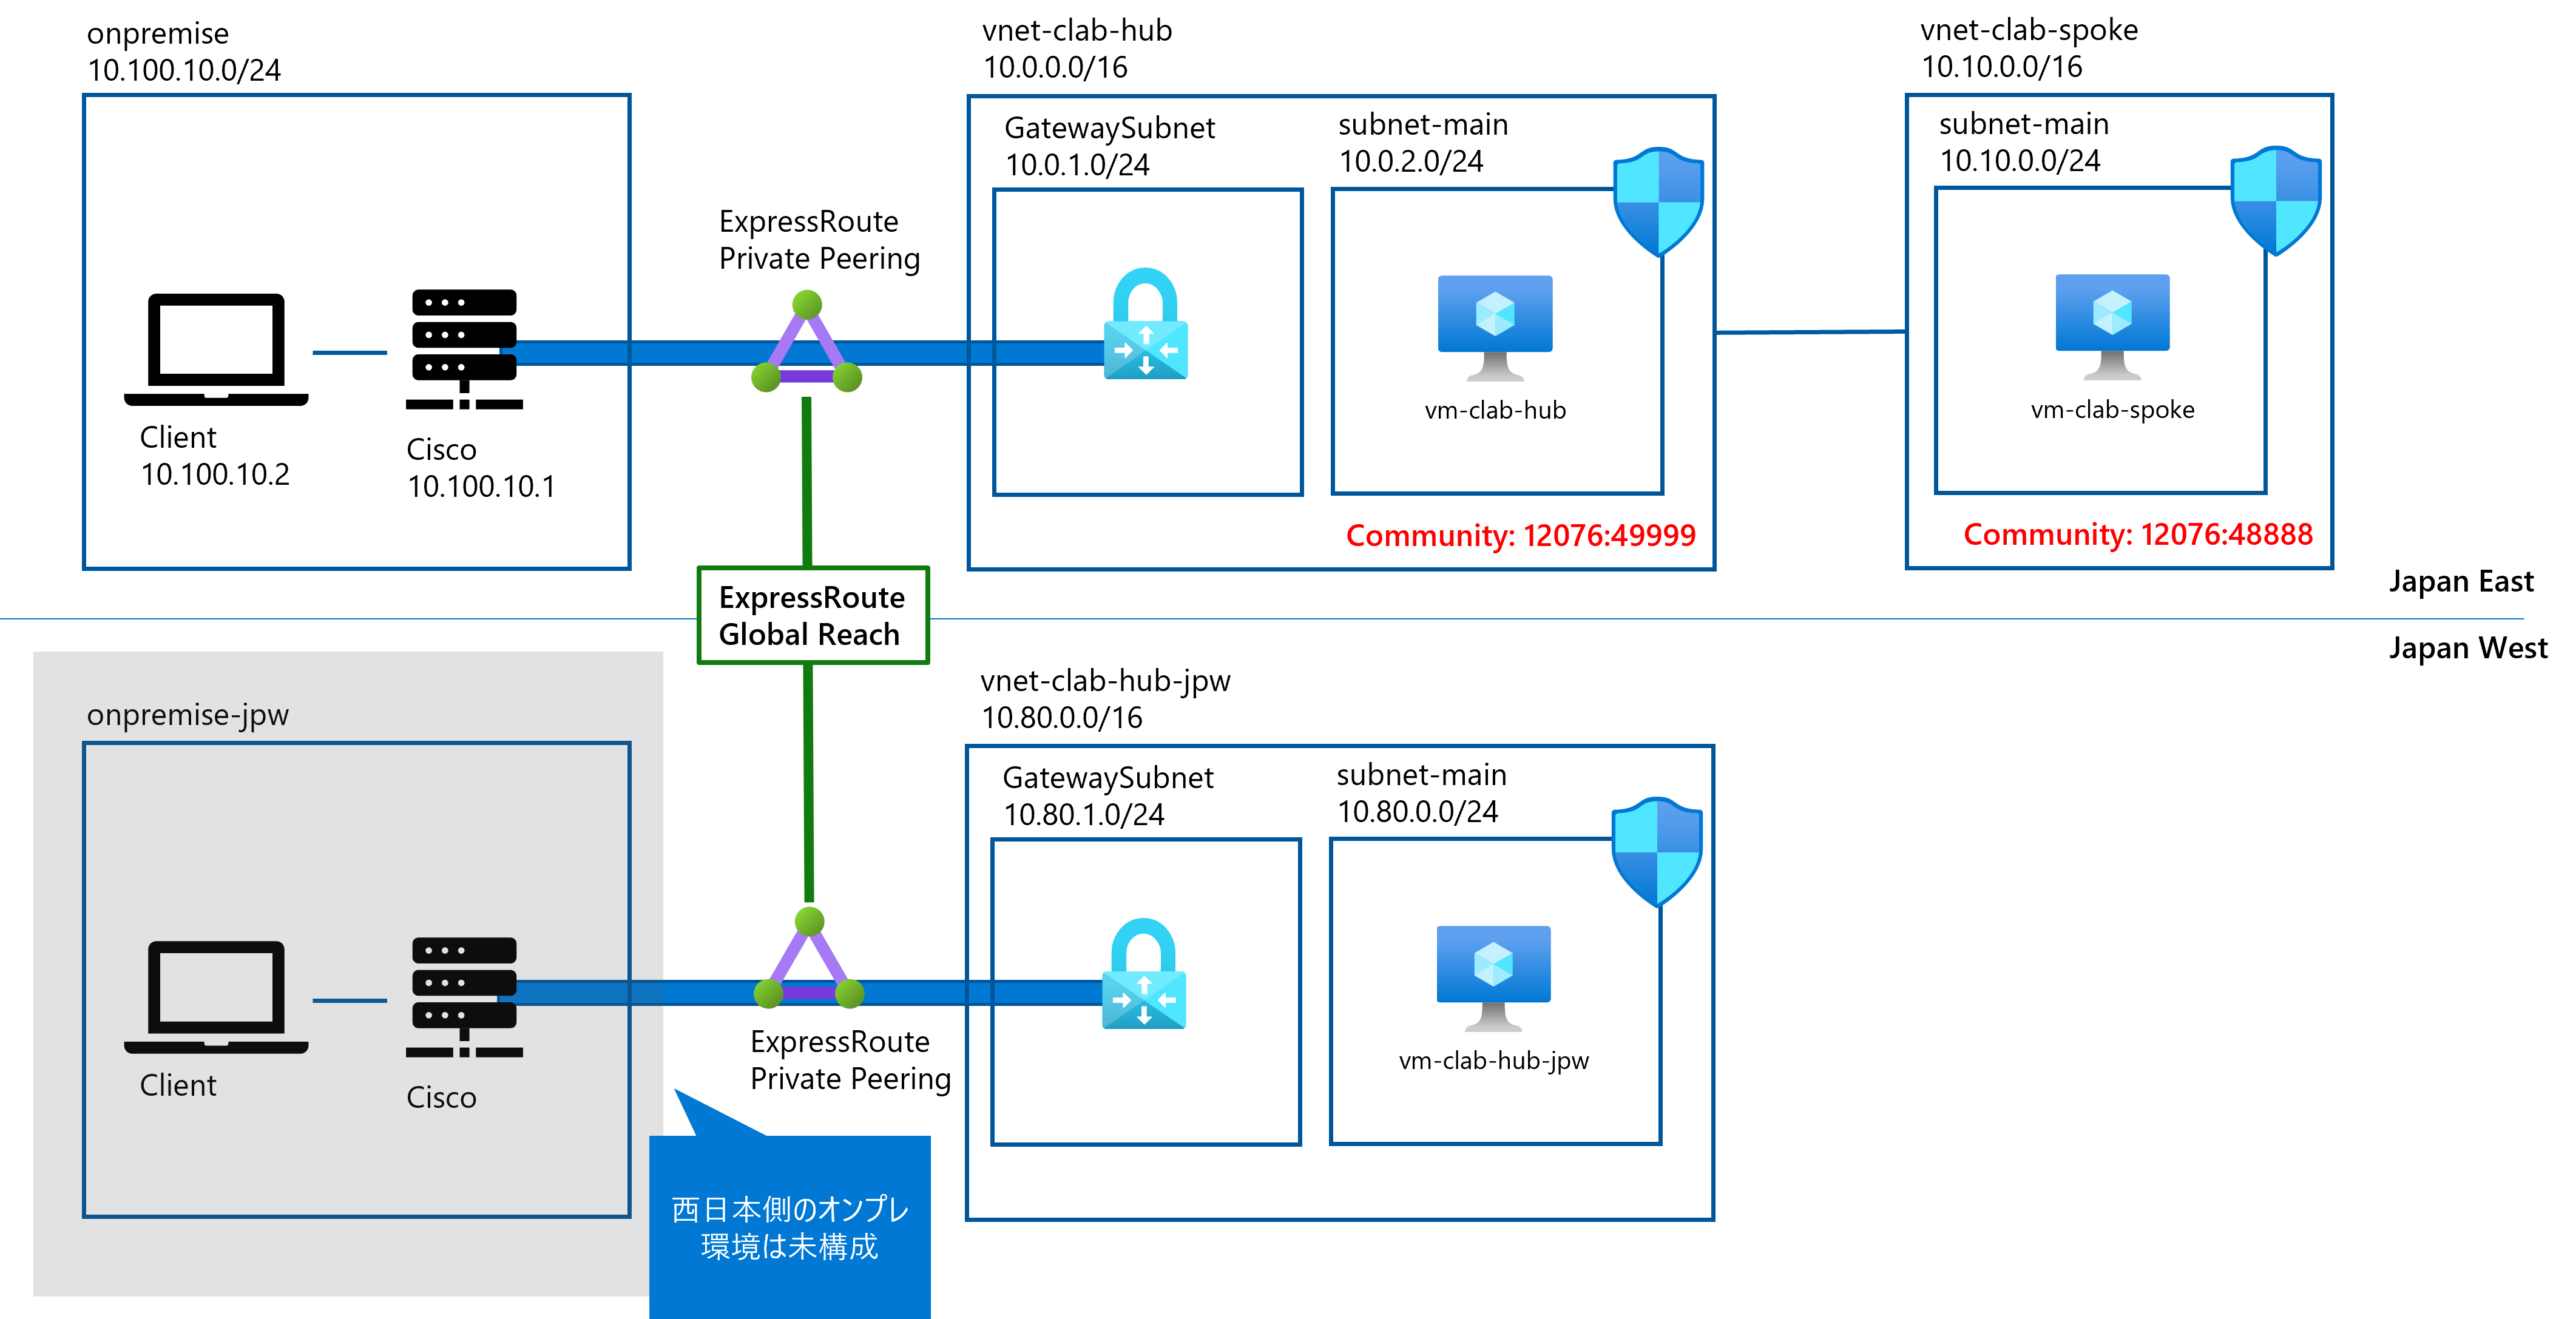 onpremise
10.100.10.0/24
Client
10.100.10.2
Cisco
10.100.10.1
ExpressRoute
Private Peering
vnet-clab-hub
10.0.0.0/16
GatewaySubnet
10.0.1.0/24
subnet-main
10.0.2.0/24
vm-clab-hub
Community: 12076:49999
vnet-clab-spoke
10.10.0.0/16
subnet-main
10.10.0.0/24
vm-clab-spoke
Community: 12076:48888
Japan East
ExpressRoute
Global Reach
Japan West
onpremise-jpw
Client
Cisco
ExpressRoute
Private Peering
西日本側のオンプレ
環境は未構成
vnet-clab-hub-jpw
10.80.0.0/16
GatewaySubnet
10.80.1.0/24
subnet-main
10.80.0.0/24
vm-clab-hub-jpw